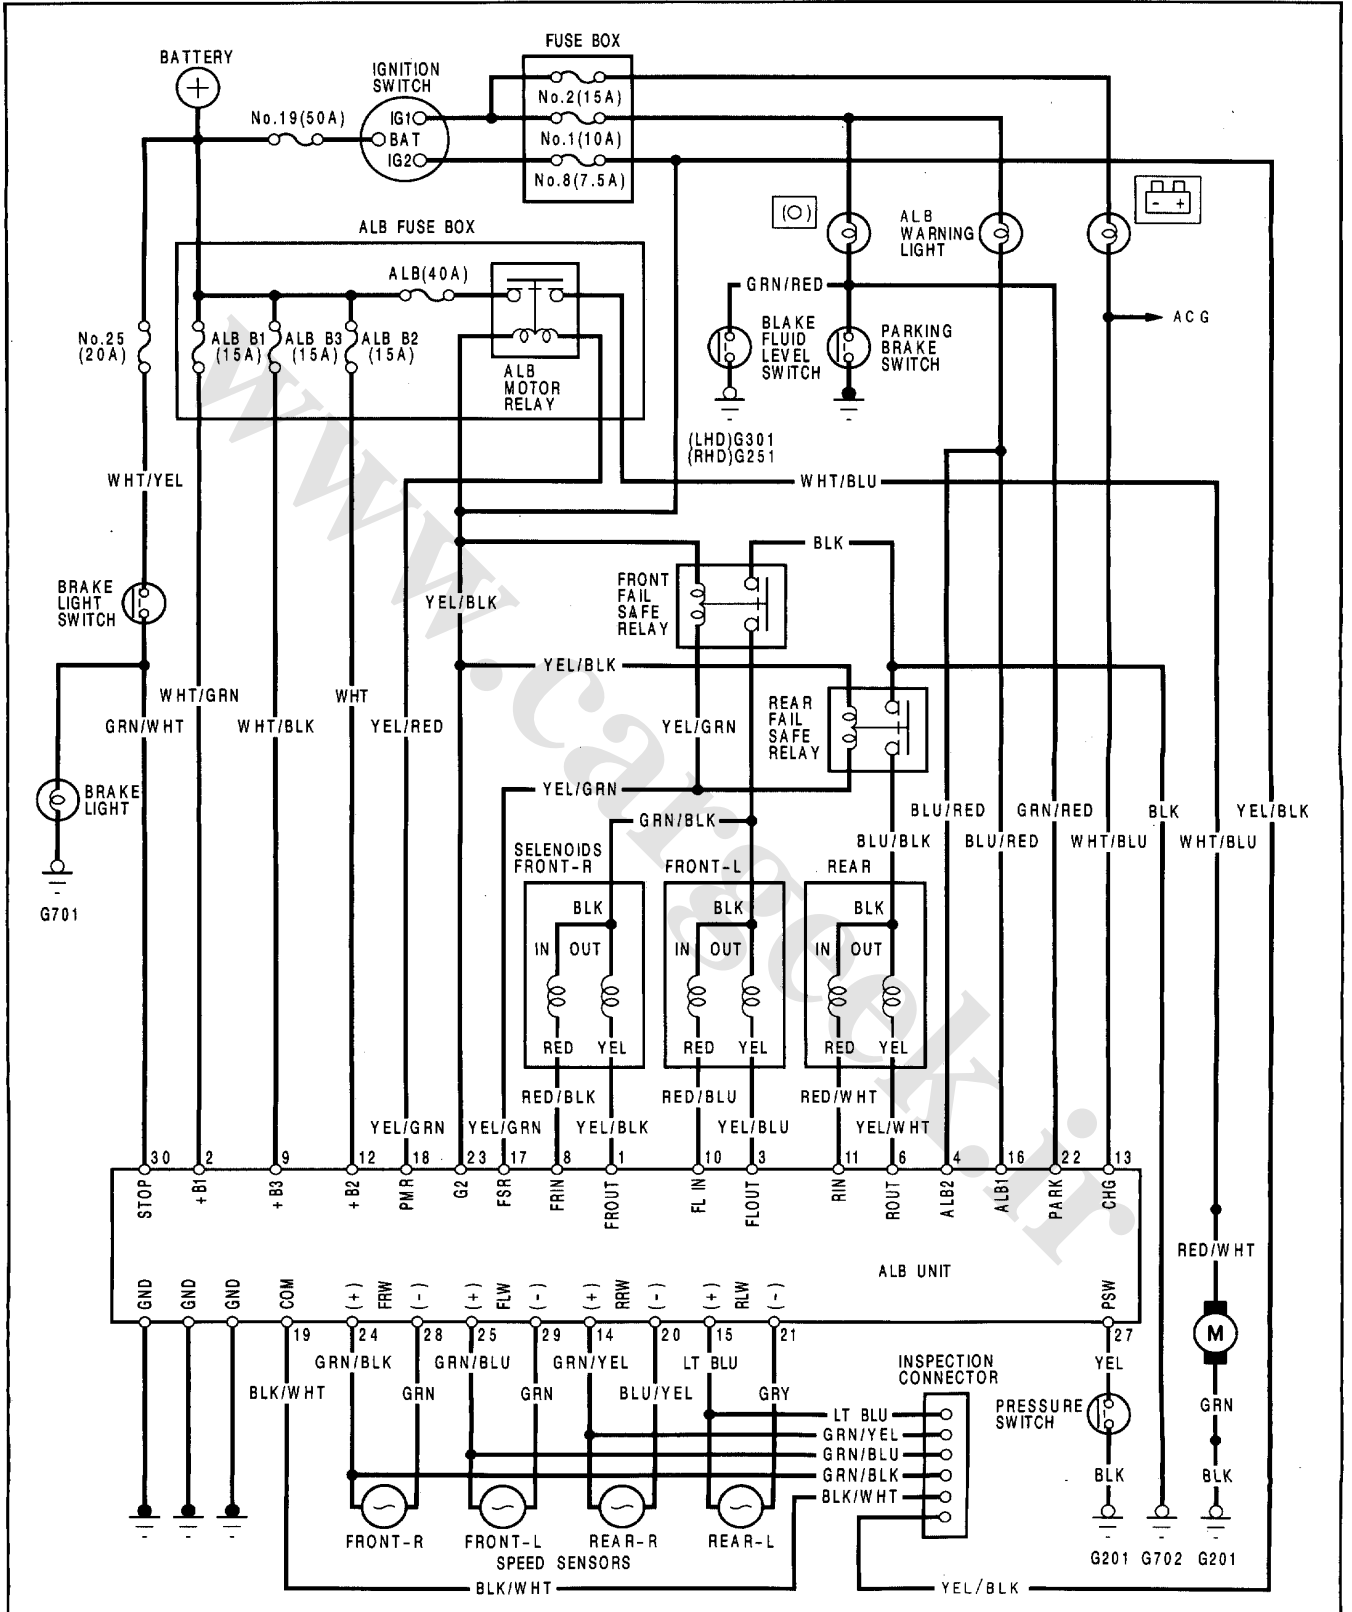 FUSE BOX
BATTERY
IGNITION
SWITCH
No.2(15A)
No.19(50A)
IG1
No.1(10A)
BAT
IG2
No.8(7.5A)
ALB FUSE BOX
ALB
WARNING
LIGHT
ALB(40A)
GRN/RED
ACG
No.25
(20A)
ALB B1
(15A)
ALB B3
(15A)
ALB B2
(15A)
BLAKE
FLUID
LEVEL
SWITCH
PARKING
BRAKE
SWITCH
ALB
MOTOR
RELAY
(LHD)G301
(RHD)G251
WHT/YEL
WHT/BLU
BLK
BRAKE
LIGHT
SWITCH
YEL/BLK
FRONT
FAIL
SAFE
RELAY
YEL/BLK
WHT/GRN
WHT
GRN/WHT
WHT/BLK
YEL/RED
YEL/GRN
REAR
FAIL
SAFE
RELAY
BRAKE
LIGHT
YEL/GRN
GRN/BLK
BLU/RED
GRN/RED
BLK
YEL/BLK
BLU/BLK
BLU/RED
WHT/BLU
WHT/BLU
SELENOIDS
FRONT-R
FRONT-L
REAR
G701
BLK
BLK
BLK
IN OUT
IN OUT
IN OUT
RED YEL
RED YEL
RED YEL
RED/BLK
RED/BLU
RED/WHT
YEL/GRN
YEL/GRN
YEL/BLK
YEL/BLU
YEL/WHT
30 2 9 12 18 23 17 8 1 10 3 11 6 4 16 22 13
STOP
+B1
+B3
+B2
PMR
G2
FSR
FRIN
FROUT
FL IN
FLOUT
RIN
ROUT
ALB2
ALB1
PARK
CHG
RED/WHT
ALB UNIT
GND
GND
GND
COM
(+) FRW (-)
(+) FLW (-)
(+) RRW (-)
(+) RLW (-)
PSW
19 24 28 25 29 14 20 15 21 27
M
GRN/BLK
GRN/BLU
GRN/YEL
LT BLU
INSPECTION
CONNECTOR
YEL
BLK/WHT
GRN
GRN
BLU/YEL
GRY
PRESSURE
SWITCH
GRN
LT BLU
GRN/YEL
GRN/BLU
GRN/BLK
BLK/WHT
BLK
BLK
FRONT-R
FRONT-L
REAR-R
REAR-L
SPEED SENSORS
G201 G702 G201
BLK/WHT
YEL/BLK
www.cargeek.ir